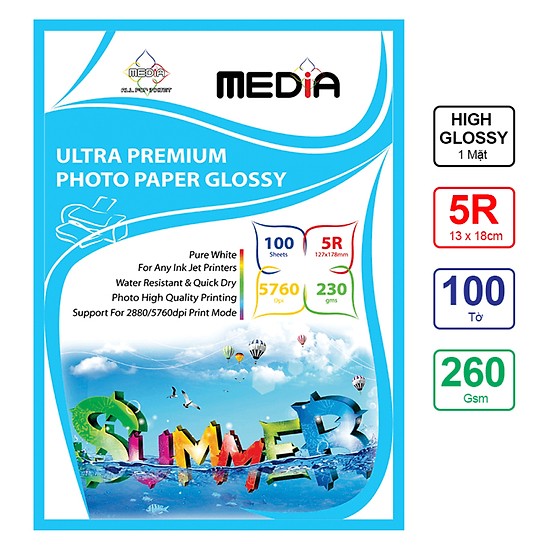 MEDiA
ALL FOR INKJET
MEDiA
ULTRA PREMIUM
PHOTO PAPER GLOSSY
100
Sheets
5R
127x178mm
5760
Dpi
230
gms
Pure White
For Any Ink Jet Printers
Water Resistant & Quick Dry
Photo High Quality Printing
Support For 2880/5760dpi Print Mode
SUMMER
HIGH
GLOSSY
1 Mặt
5R
13 x 18cm
100
Tờ
260
Gsm